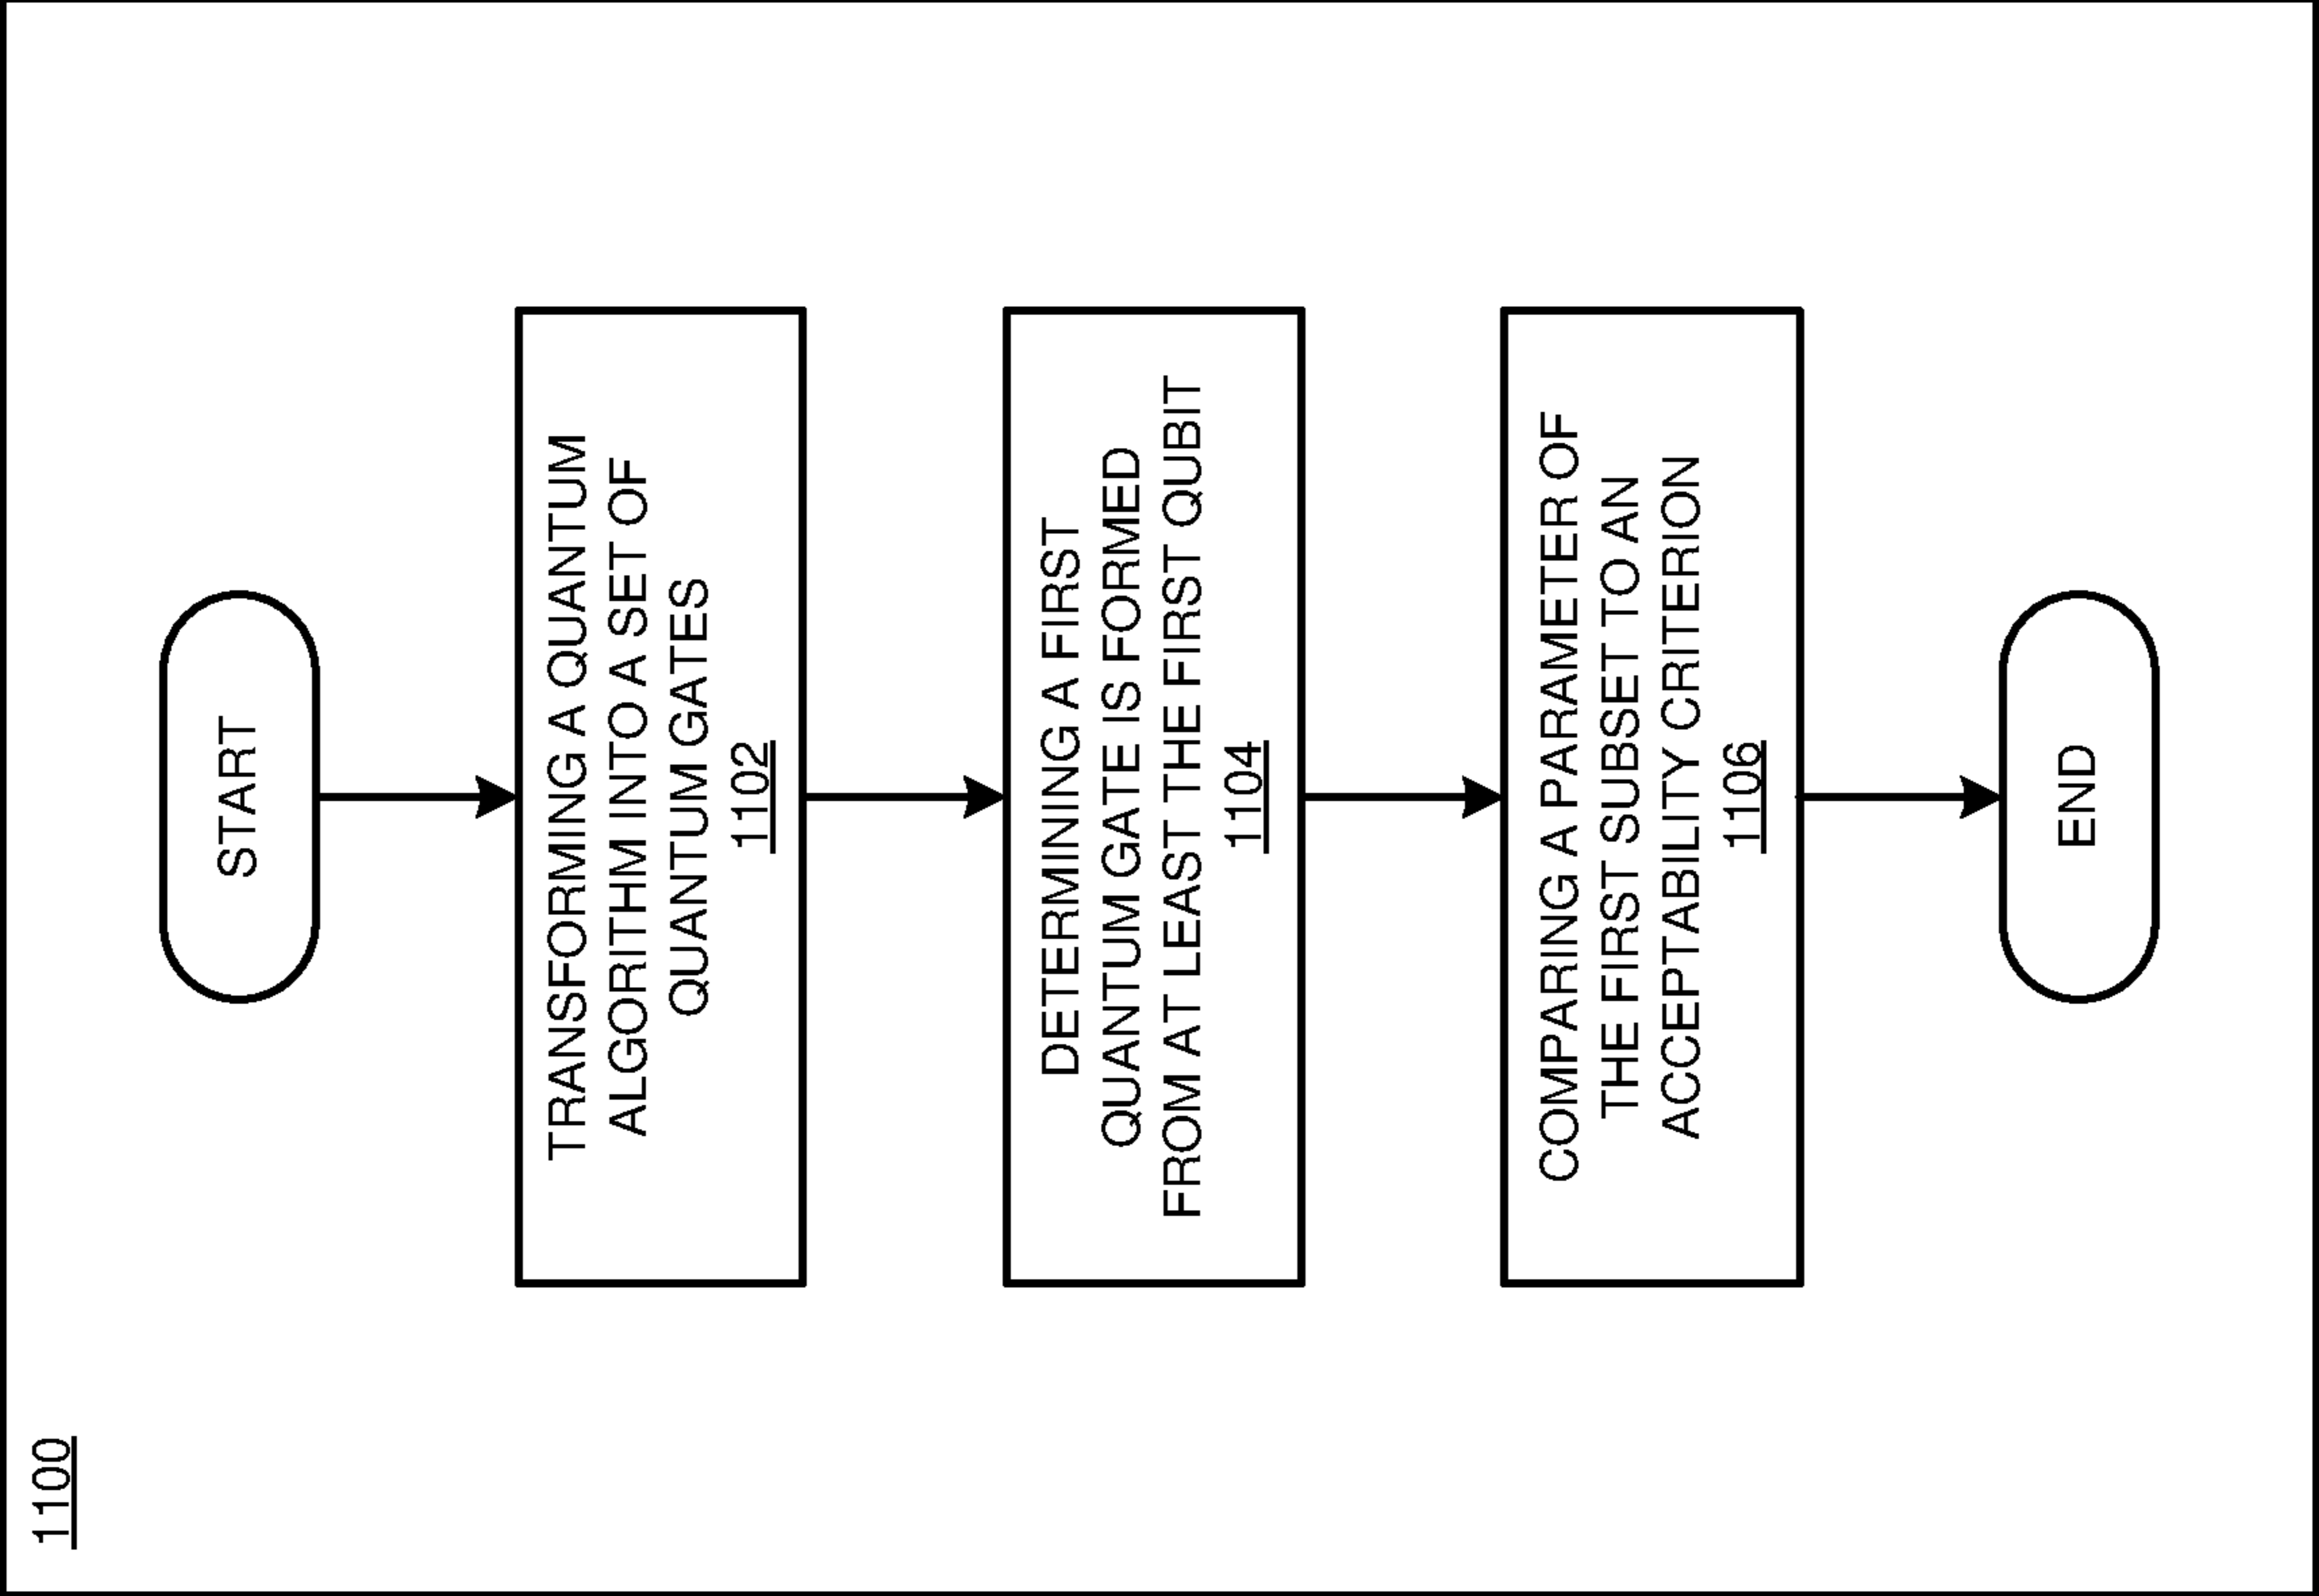 1100
START
TRANSFORMING A QUANTUM
ALGORITHM INTO A SET OF
QUANTUM GATES
1102
DETERMINING A FIRST
QUANTUM GATE IS FORMED
FROM AT LEAST THE FIRST QUBIT
1104
COMPARING A PARAMETER OF
THE FIRST SUBSET TO AN
ACCEPTABILITY CRITERION
1106
END